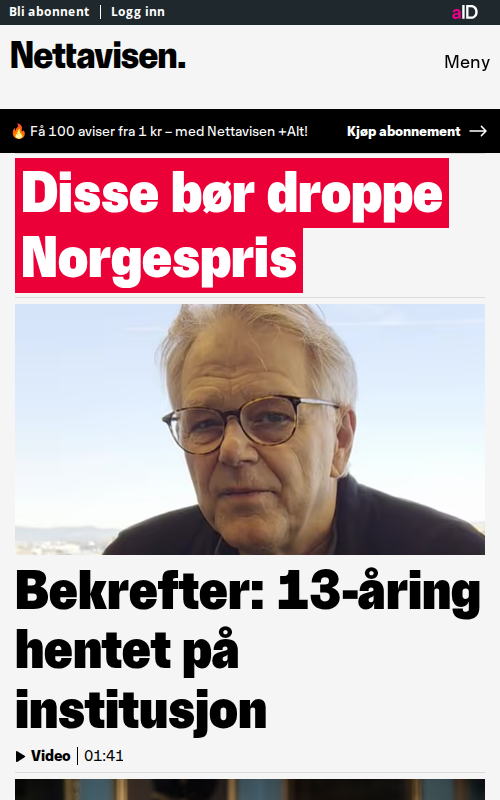 Bli abonnent | Logg inn aID
Nettavisen.
Meny
🔥 Få 100 aviser fra 1 kr – med Nettavisen +Alt! Kjøp abonnement →
Disse bør droppe
Norgespris
Bekrefter: 13-åring
hentet på
institusjon
Video | 01:41